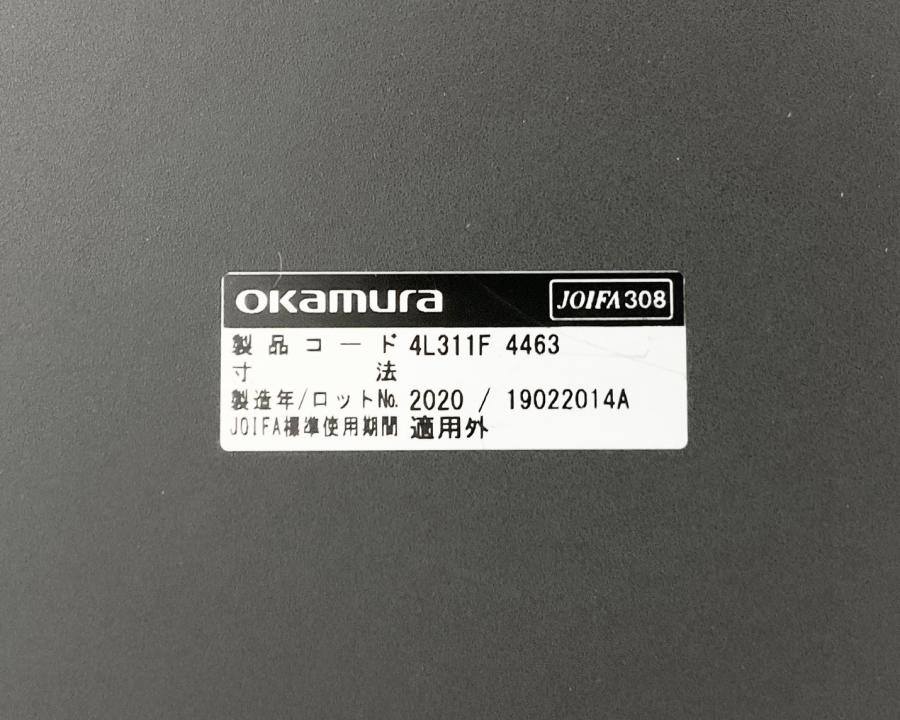 okamura JOIFA308
製品コード 4L311F 4463
寸法
製造年/ロットNo. 2020 / 19022014A
JOIFA標準使用期間 適用外